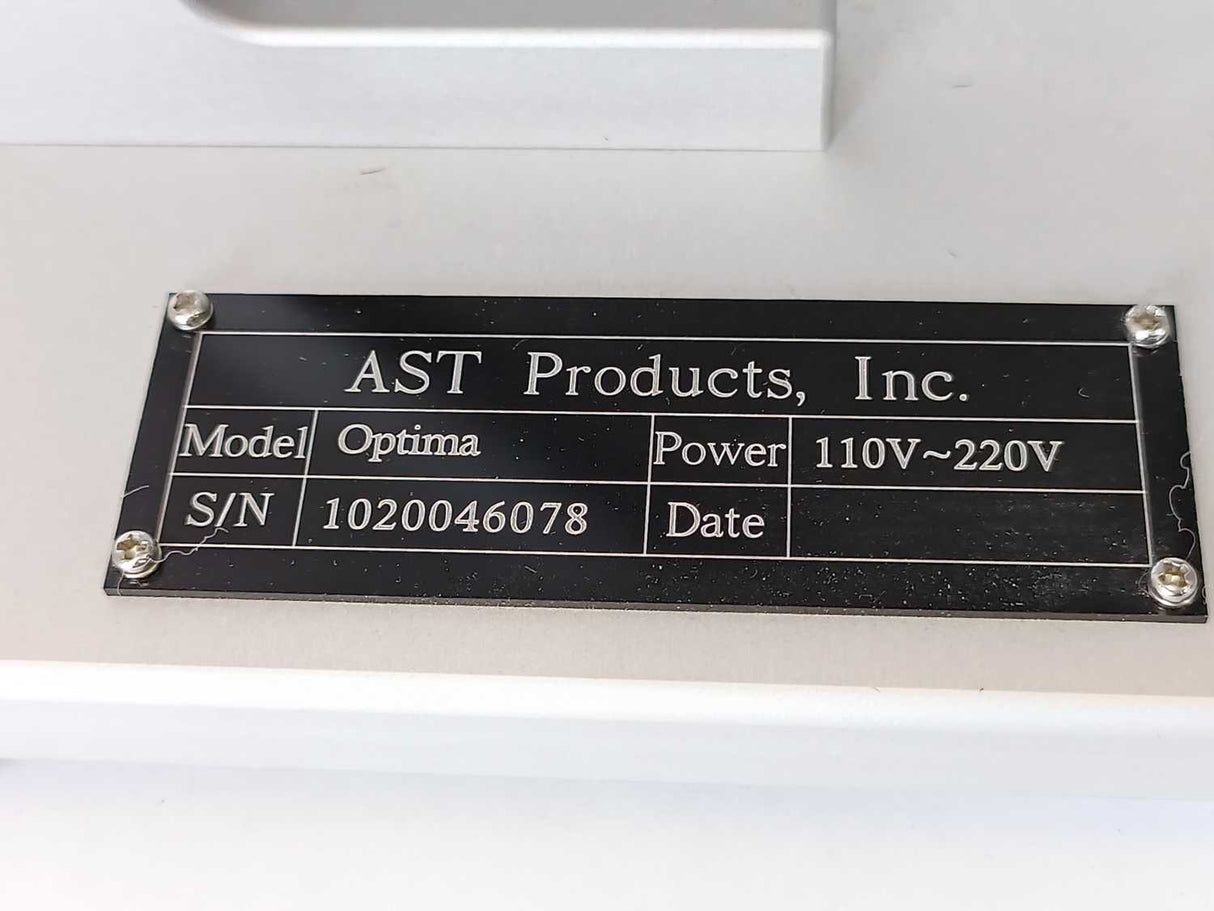 AST Products, Inc.
Model Optima Power 110V~220V
S/N 1020046078 Date